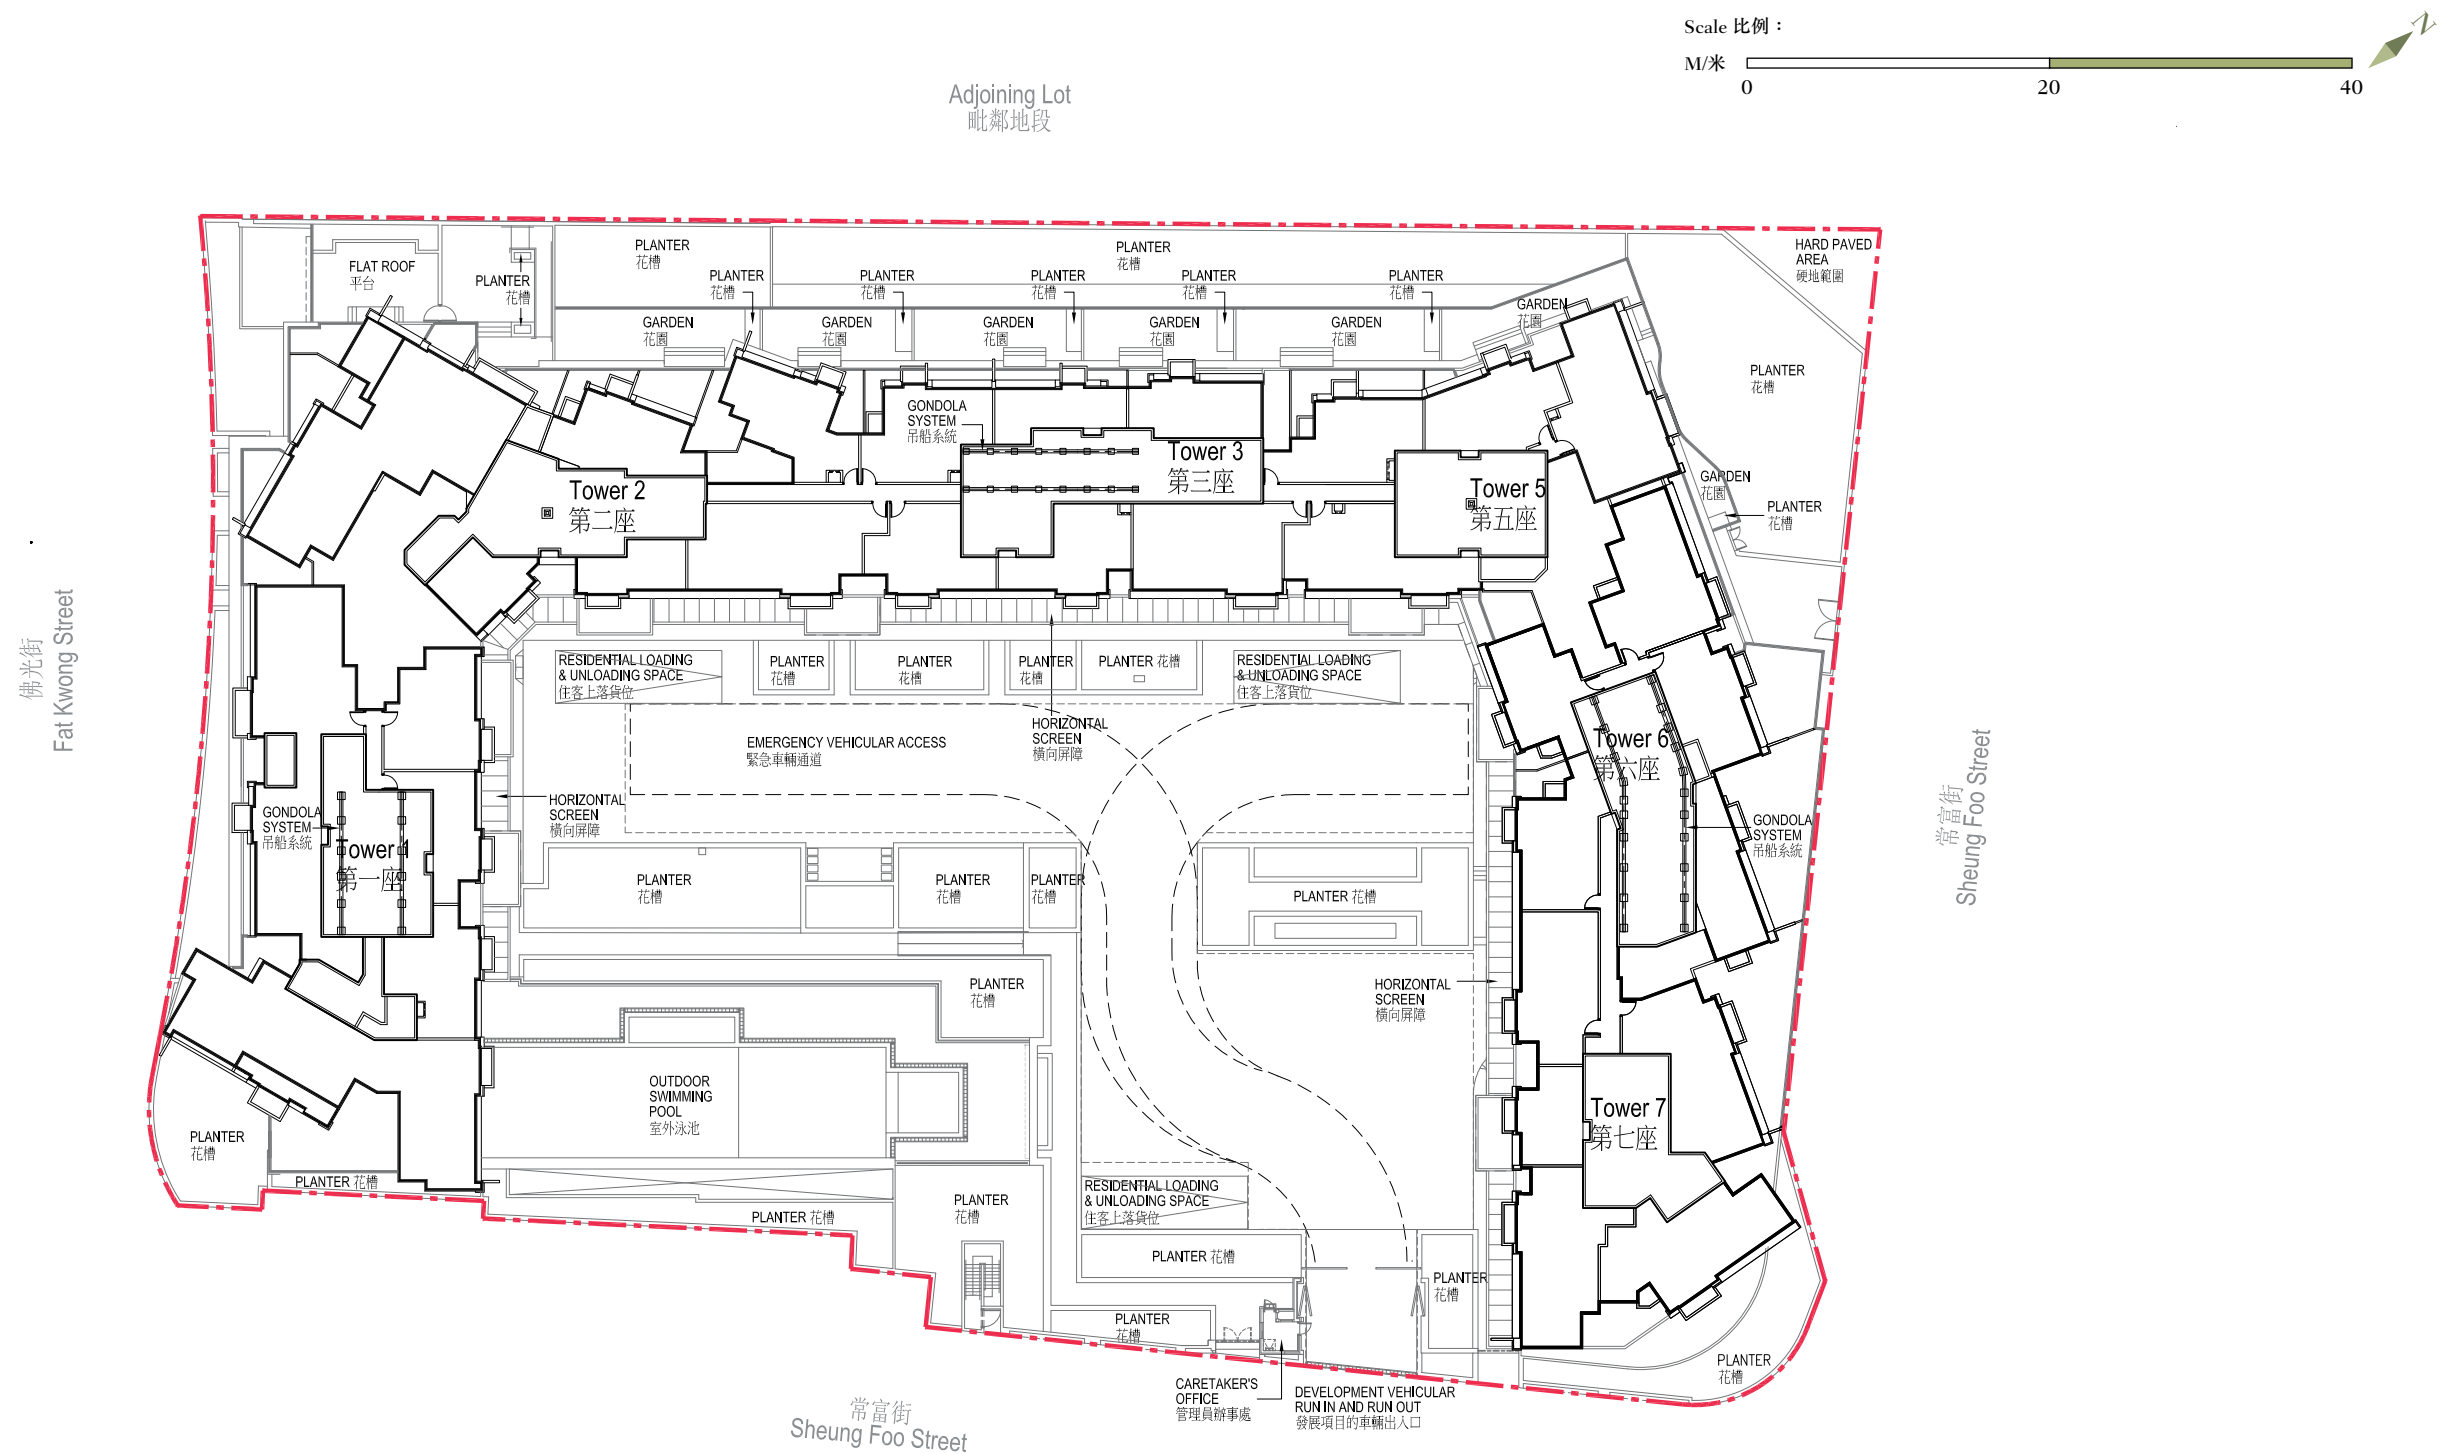 Scale 比例：
N
M/米
0
20
40
Adjoining Lot
毗鄰地段
PLANTER
花槽
PLANTER
花槽
HARD PAVED
AREA
硬地範圍
FLAT ROOF
平台
PLANTER
花槽
PLANTER
花槽
PLANTER
花槽
PLANTER
花槽
PLANTER
花槽
PLANTER
花槽
GARDEN
花園
GARDEN
花園
GARDEN
花園
GARDEN
花園
GARDEN
花園
GARDEN
花園
PLANTER
花槽
GONDOLA
SYSTEM
吊船系統
Tower 3
第三座
Tower 2
第二座
Tower 5
第五座
GARDEN
花園
PLANTER
花槽
佛光街
Fat Kwong Street
RESIDENTIAL LOADING
& UNLOADING SPACE
住客上落貨位
PLANTER
花槽
PLANTER
花槽
PLANTER
花槽
PLANTER 花槽
RESIDENTIAL LOADING
& UNLOADING SPACE
住客上落貨位
HORIZONTAL
SCREEN
橫向屏障
EMERGENCY VEHICULAR ACCESS
緊急車輛通道
Tower 6
第六座
常富街
Sheung Foo Street
HORIZONTAL
SCREEN
橫向屏障
GONDOLA
SYSTEM
吊船系統
Tower 1
第一座
GONDOLA
SYSTEM
吊船系統
PLANTER
花槽
PLANTER
花槽
PLANTER
花槽
PLANTER 花槽
PLANTER
花槽
HORIZONTAL
SCREEN
橫向屏障
OUTDOOR
SWIMMING
POOL
室外泳池
Tower 7
第七座
PLANTER
花槽
PLANTER 花槽
PLANTER 花槽
PLANTER
花槽
RESIDENTIAL LOADING
& UNLOADING SPACE
住客上落貨位
PLANTER 花槽
PLANTER
花槽
PLANTER
花槽
PLANTER
花槽
CARETAKER'S
OFFICE
管理員辦事處
DEVELOPMENT VEHICULAR
RUN IN AND RUN OUT
發展項目的車輛出入口
常富街
Sheung Foo Street